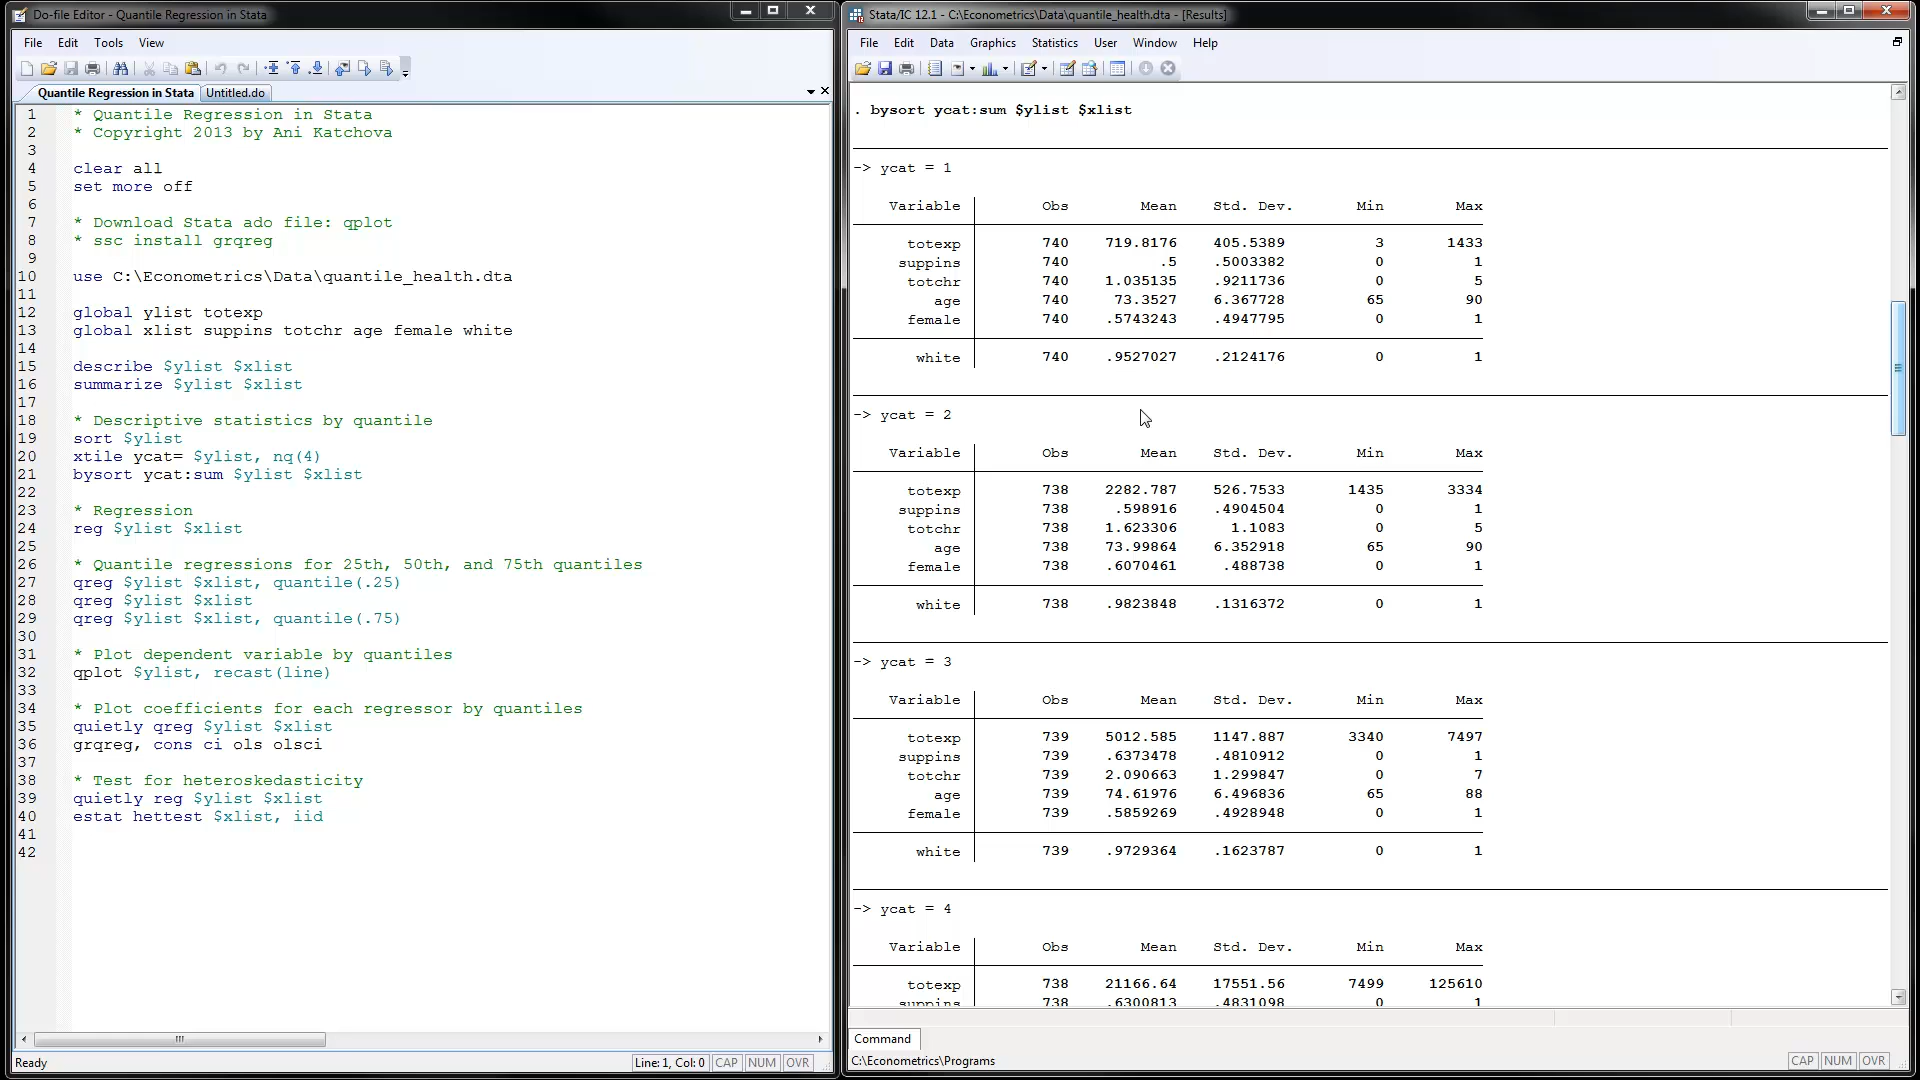 Do-file Editor - Quantile Regression in Stata
File Edit Tools View
Quantile Regression in Stata Untitled.do
1 * Quantile Regression in Stata
2 * Copyright 2013 by Ani Katchova
3
4 clear all
5 set more off
6
7 * Download Stata ado file: qplot
8 * ssc install grqreg
9
10 use C:\Econometrics\Data\quantile_health.dta
11
12 global ylist totexp
13 global xlist suppins totchr age female white
14
15 describe $ylist $xlist
16 summarize $ylist $xlist
17
18 * Descriptive statistics by quantile
19 sort $ylist
20 xtile ycat= $ylist, nq(4)
21 bysort ycat:sum $ylist $xlist
22
23 * Regression
24 reg $ylist $xlist
25
26 * Quantile regressions for 25th, 50th, and 75th quantiles
27 qreg $ylist $xlist, quantile(.25)
28 qreg $ylist $xlist
29 qreg $ylist $xlist, quantile(.75)
30
31 * Plot dependent variable by quantiles
32 qplot $ylist, recast(line)
33
34 * Plot coefficients for each regressor by quantiles
35 quietly qreg $ylist $xlist
36 grqreg, cons ci ols olsci
37
38 * Test for heteroskedasticity
39 quietly reg $ylist $xlist
40 estat hettest $xlist, iid
41
42
Ready Line: 1, Col: 0 CAP NUM OVR
Stata/IC 12.1 - C:\Econometrics\Data\quantile_health.dta - [Results]
File Edit Data Graphics Statistics User Window Help
. bysort ycat:sum $ylist $xlist
-> ycat = 1
Variable Obs Mean Std. Dev. Min Max
totexp 740 719.8176 405.5389 3 1433
suppins 740 .5 .5003382 0 1
totchr 740 1.035135 .9211736 0 5
age 740 73.3527 6.367728 65 90
female 740 .5743243 .4947795 0 1
white 740 .9527027 .2124176 0 1
-> ycat = 2
Variable Obs Mean Std. Dev. Min Max
totexp 738 2282.787 526.7533 1435 3334
suppins 738 .598916 .4904504 0 1
totchr 738 1.623306 1.1083 0 5
age 738 73.99864 6.352918 65 90
female 738 .6070461 .488738 0 1
white 738 .9823848 .1316372 0 1
-> ycat = 3
Variable Obs Mean Std. Dev. Min Max
totexp 739 5012.585 1147.887 3340 7497
suppins 739 .6373478 .4810912 0 1
totchr 739 2.090663 1.299847 0 7
age 739 74.61976 6.496836 65 88
female 739 .5859269 .4928948 0 1
white 739 .9729364 .1623787 0 1
-> ycat = 4
Variable Obs Mean Std. Dev. Min Max
totexp 738 21166.64 17551.56 7499 125610
suppins 738 .6300813 .4831098 0 1
Command
C:\Econometrics\Programs CAP NUM OVR